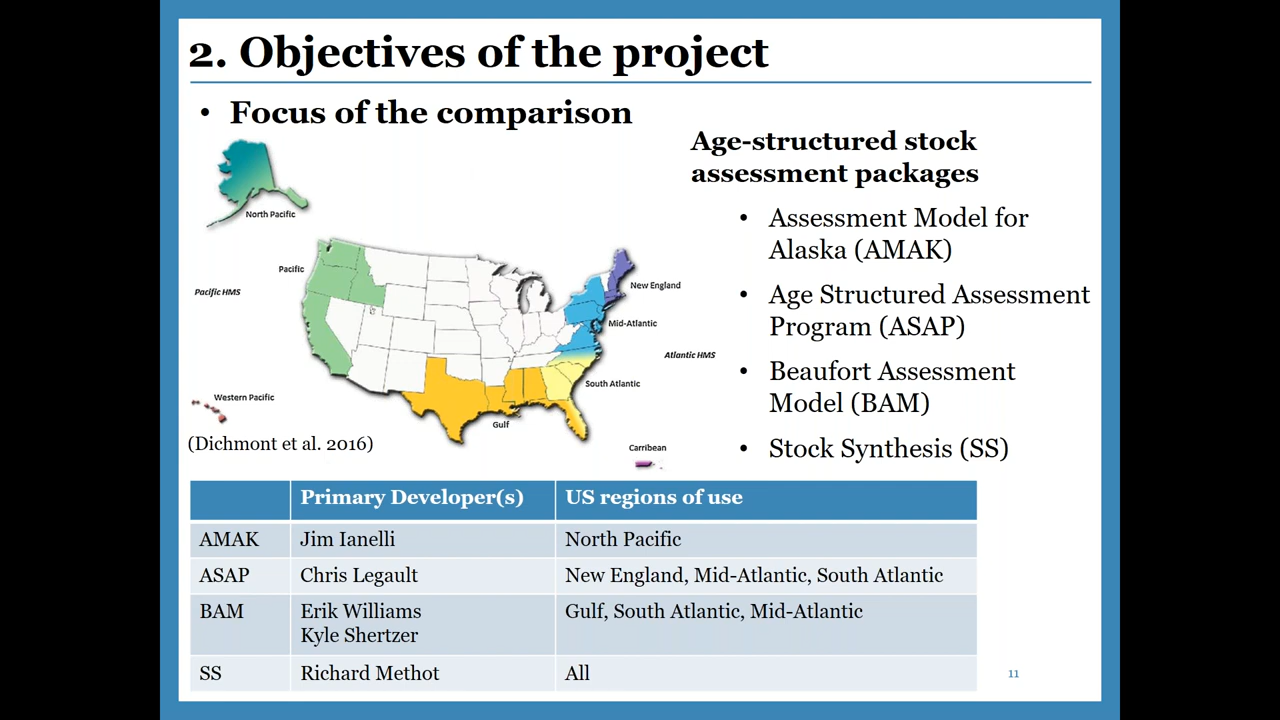 2. Objectives of the project
• Focus of the comparison
North Pacific
Pacific
Pacific HMS
Western Pacific
New England
Mid-Atlantic
Atlantic HMS
South Atlantic
Gulf
Carribean
(Dichmont et al. 2016)
Age-structured stock
assessment packages
• Assessment Model for
Alaska (AMAK)
• Age Structured Assessment
Program (ASAP)
• Beaufort Assessment
Model (BAM)
• Stock Synthesis (SS)
Primary Developer(s) US regions of use
AMAK Jim Ianelli North Pacific
ASAP Chris Legault New England, Mid-Atlantic, South Atlantic
BAM Erik Williams Gulf, South Atlantic, Mid-Atlantic
Kyle Shertzer
SS Richard Methot All
11